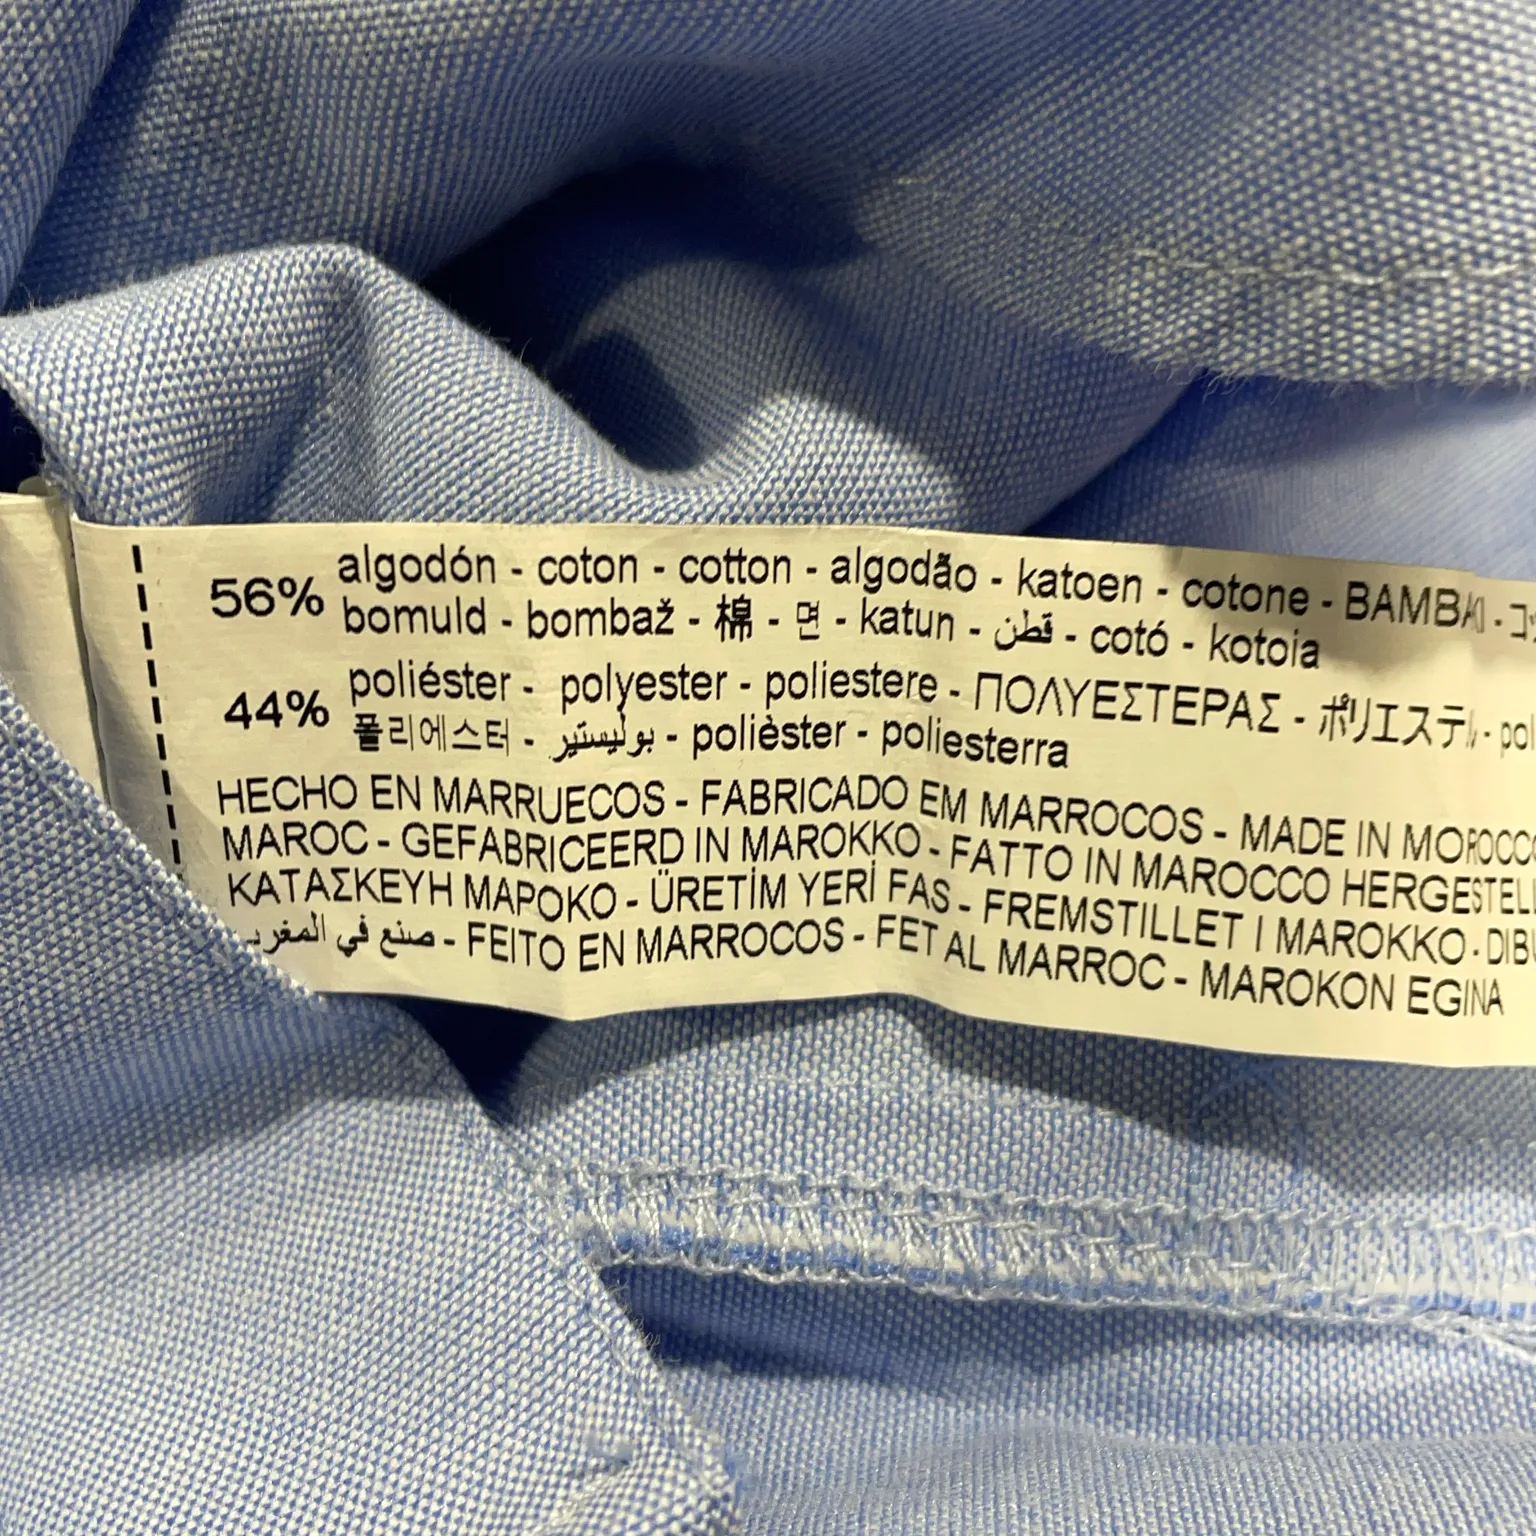 56% algodón - coton - cotton - algodão - katoen - cotone - BAMBAKI -
bomuld - bombaž - 棉 - 면 - katun - قطن - cotó - kotoia
44% poliéster - polyester - poliestere - ΠΟΛΥΕΣΤΕΡΑΣ - ポリエステル -
폴리에스터 - بوليستير - polièster - poliesterra
HECHO EN MARRUECOS - FABRICADO EM MARROCOS - MADE IN MOROCCO
MAROC - GEFABRICEERD IN MAROKKO - FATTO IN MAROCCO
ΚΑΤΑΣΚΕΥΗ ΜΑΡΟΚΟ - ÜRETİM YERİ FAS - FREMSTILLET I MAROKKO -
صنع في المغرب - FEITO EN MARROCOS - FET AL MARROC - MAROKON EGINA